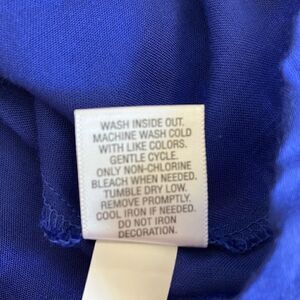 WASH INSIDE OUT.
MACHINE WASH COLD
WITH LIKE COLORS.
GENTLE CYCLE.
ONLY NON-CHLORINE
BLEACH WHEN NEEDED.
TUMBLE DRY LOW.
REMOVE PROMPTLY.
COOL IRON IF NEEDED.
DO NOT IRON
DECORATION.